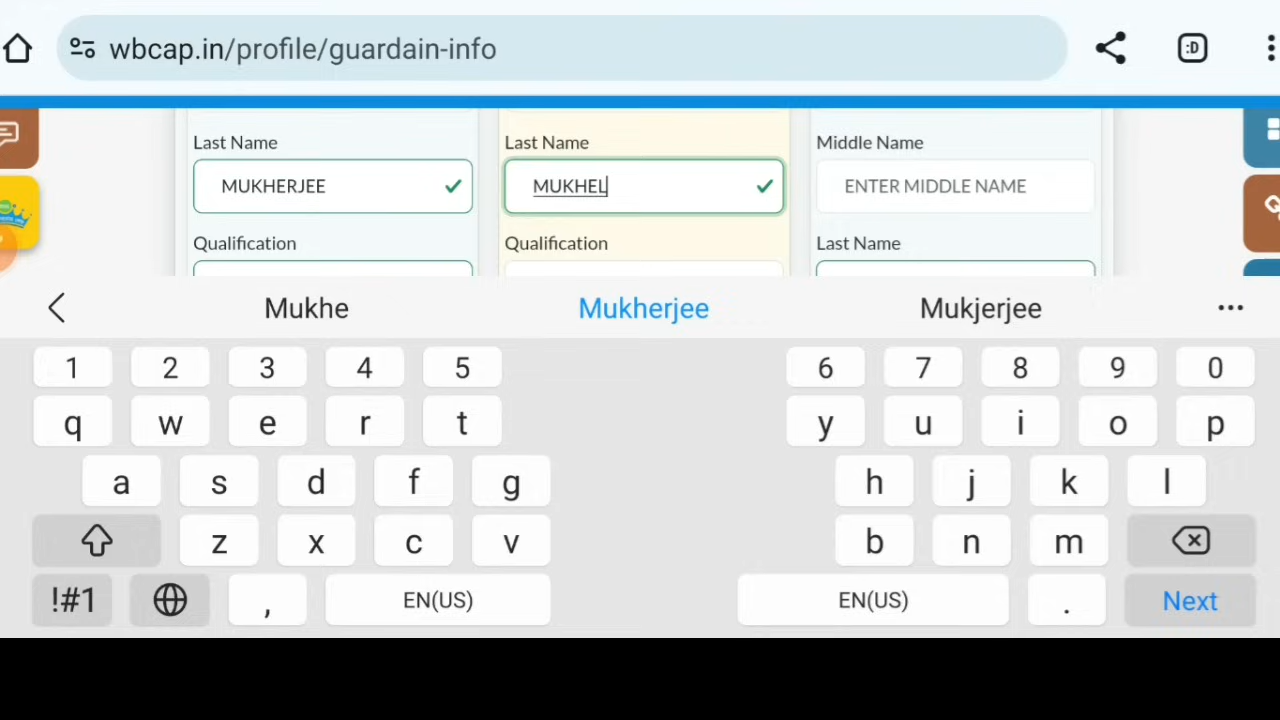 wbcap.in/profile/guardain-info
:D
Last Name Last Name Middle Name
MUKHERJEE MUKHEL ENTER MIDDLE NAME
Qualification Qualification Last Name
Mukhe Mukherjee Mukjerjee ...
1 2 3 4 5 6 7 8 9 0
q w e r t y u i o p
a s d f g h j k l
z x c v b n m
!#1 , EN(US) EN(US) . Next